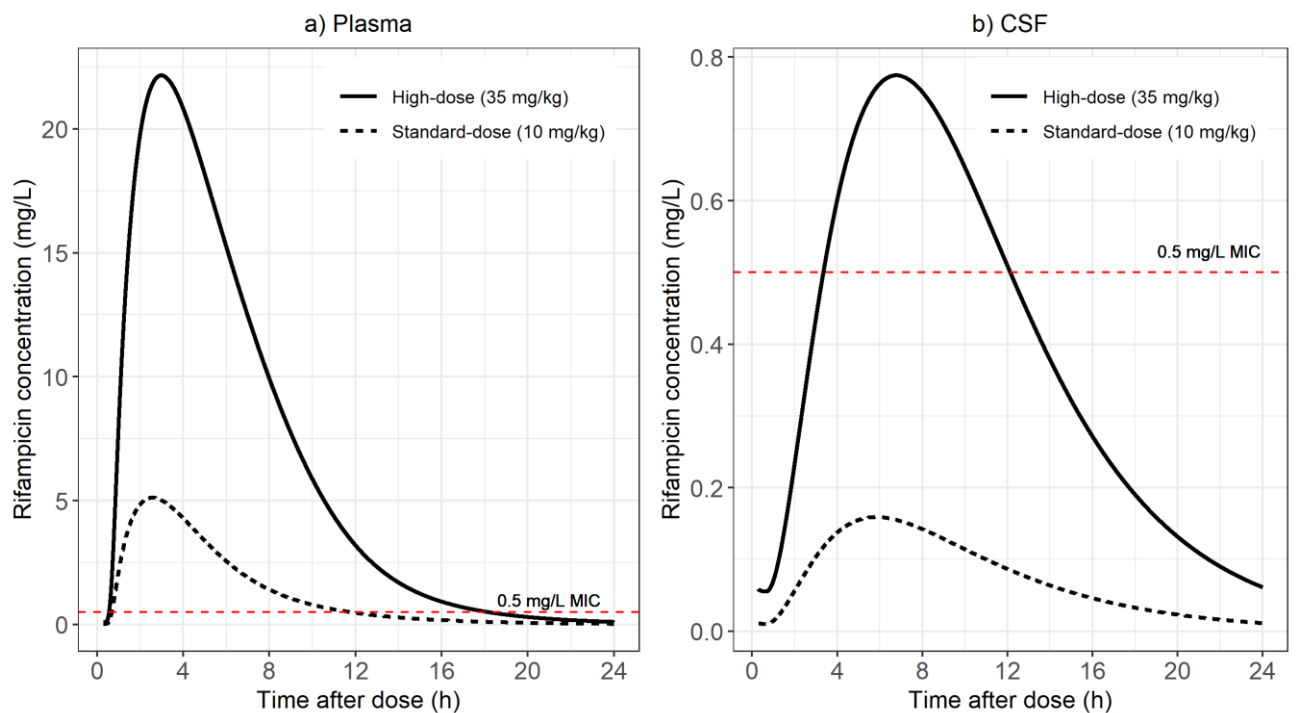 a) Plasma
Rifampicin concentration (mg/L)
20
15
10
5
0
High-dose (35 mg/kg)
Standard-dose (10 mg/kg)
0.5 mg/L MIC
0 4 8 12 16 20 24
Time after dose (h)
b) CSF
Rifampicin concentration (mg/L)
0.8
0.6
0.4
0.2
0.0
High-dose (35 mg/kg)
Standard-dose (10 mg/kg)
0.5 mg/L MIC
0 4 8 12 16 20 24
Time after dose (h)